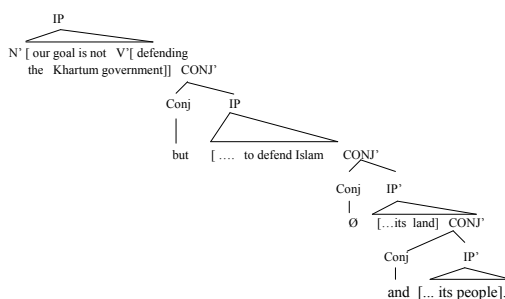 IP
N' [ our goal is not V'[ defending
the Khartum government]] CONJ'
Conj IP
but [ .... to defend Islam CONJ'
Conj IP'
Ø [...its land] CONJ'
Conj IP'
and [... its people].